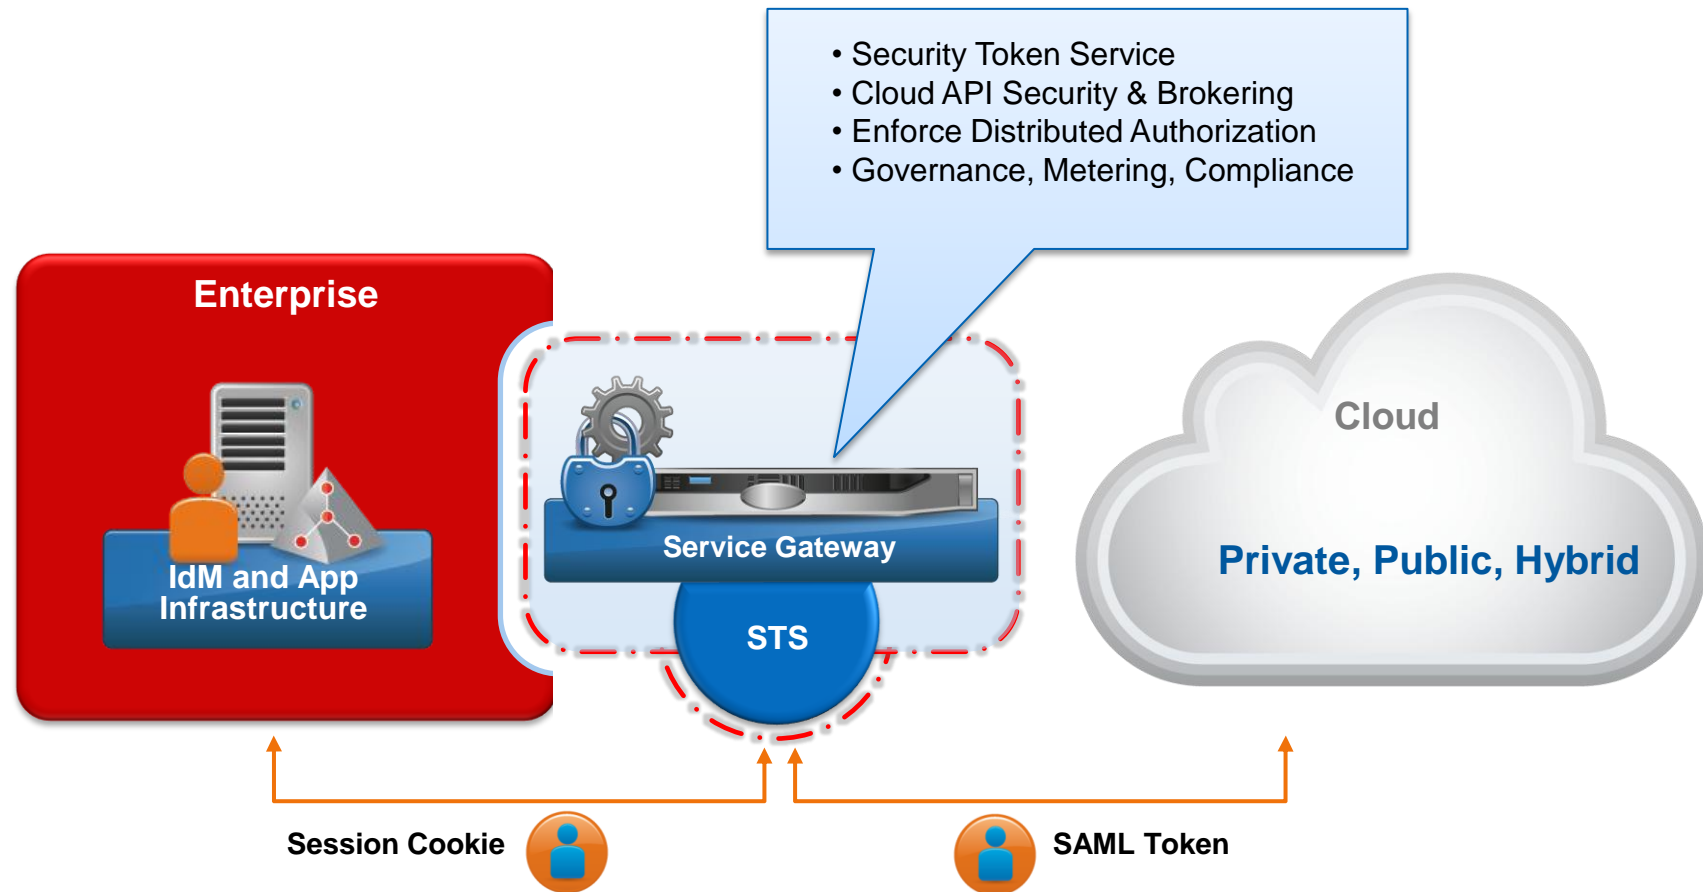 • Security Token Service
• Cloud API Security & Brokering
• Enforce Distributed Authorization
• Governance, Metering, Compliance
Enterprise
IdM and App
Infrastructure
Service Gateway
STS
Cloud
Private, Public, Hybrid
Session Cookie
SAML Token